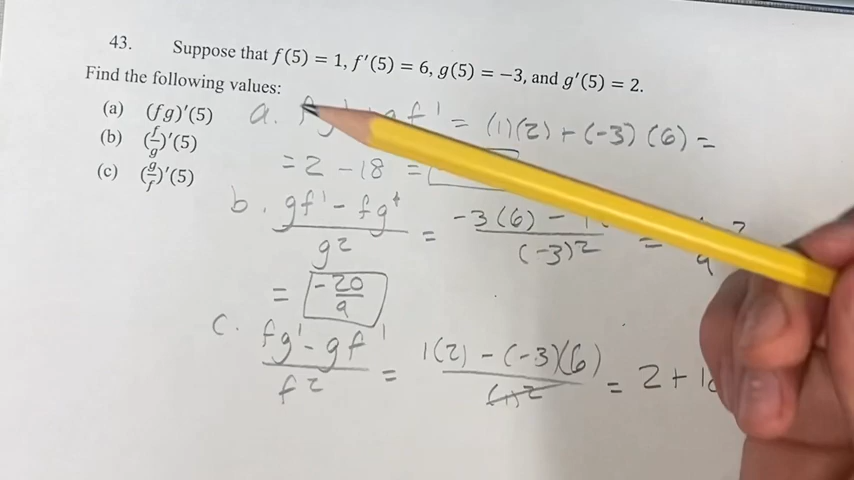 43. Suppose that f(5) = 1, f'(5) = 6, g(5) = −3, and g'(5) = 2.
Find the following values:
(a) (fg)'(5)
(b) (f/g)'(5)
(c) (g/f)'(5)
a. f g' gf' = (1)(2) + (-3)(6) =
= 2 - 18 =
b. gf' - fg' / g² = -3(6) - / (-3)² =
= -20/9
c. fg' - gf' / f² = 1(2) - (-3)(6) / (1)² = 2 +